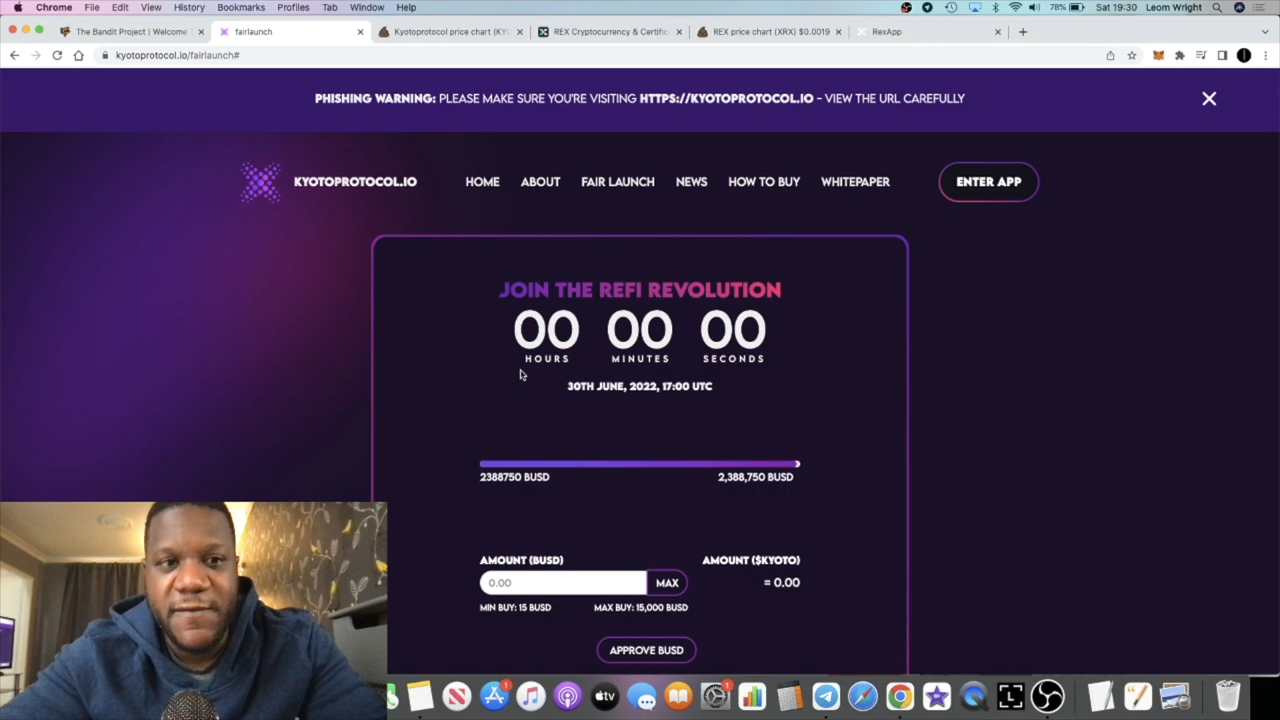 Chrome File Edit View History Bookmarks Profiles Tab Window Help 78% Sat 19:30 Leom Wright
The Bandit Project | Welcome fairlaunch Kyotoprotocol price chart (KYO REX Cryptocurrency & Certific REX price chart (XRX) $0.0019 RexApp
kyotoprotocol.io/fairlaunch#
PHISHING WARNING: PLEASE MAKE SURE YOU'RE VISITING HTTPS://KYOTOPROTOCOL.IO - VIEW THE URL CAREFULLY
KYOTOPROTOCOL.IO HOME ABOUT FAIR LAUNCH NEWS HOW TO BUY WHITEPAPER ENTER APP
JOIN THE REFI REVOLUTION
00 00 00
HOURS MINUTES SECONDS
30TH JUNE, 2022, 17:00 UTC
2388750 BUSD 2,388,750 BUSD
AMOUNT (BUSD) AMOUNT ($KYOTO)
0.00 MAX = 0.00
MIN BUY: 15 BUSD MAX BUY: 15,000 BUSD
APPROVE BUSD
1 tv 1